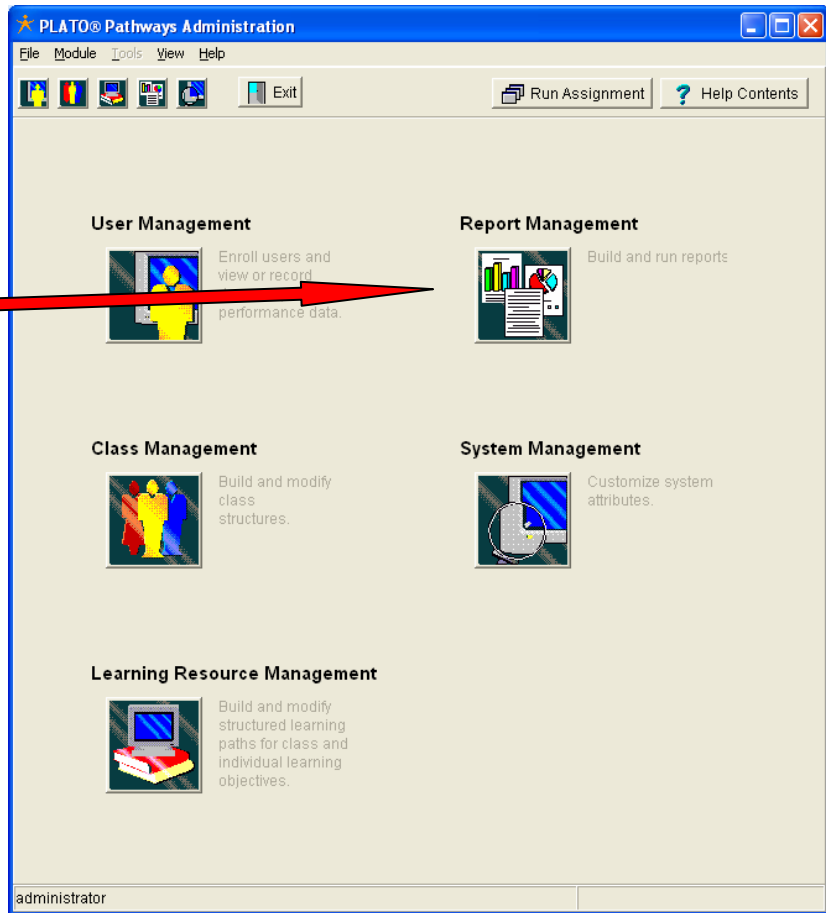 PLATO® Pathways Administration
File Module Tools View Help
Exit
Run Assignment
Help Contents
User Management
Enroll users and
view or record
performance data.
Report Management
Build and run reports
Class Management
Build and modify
class
structures.
System Management
Customize system
attributes.
Learning Resource Management
Build and modify
structured learning
paths for class and
individual learning
objectives.
administrator